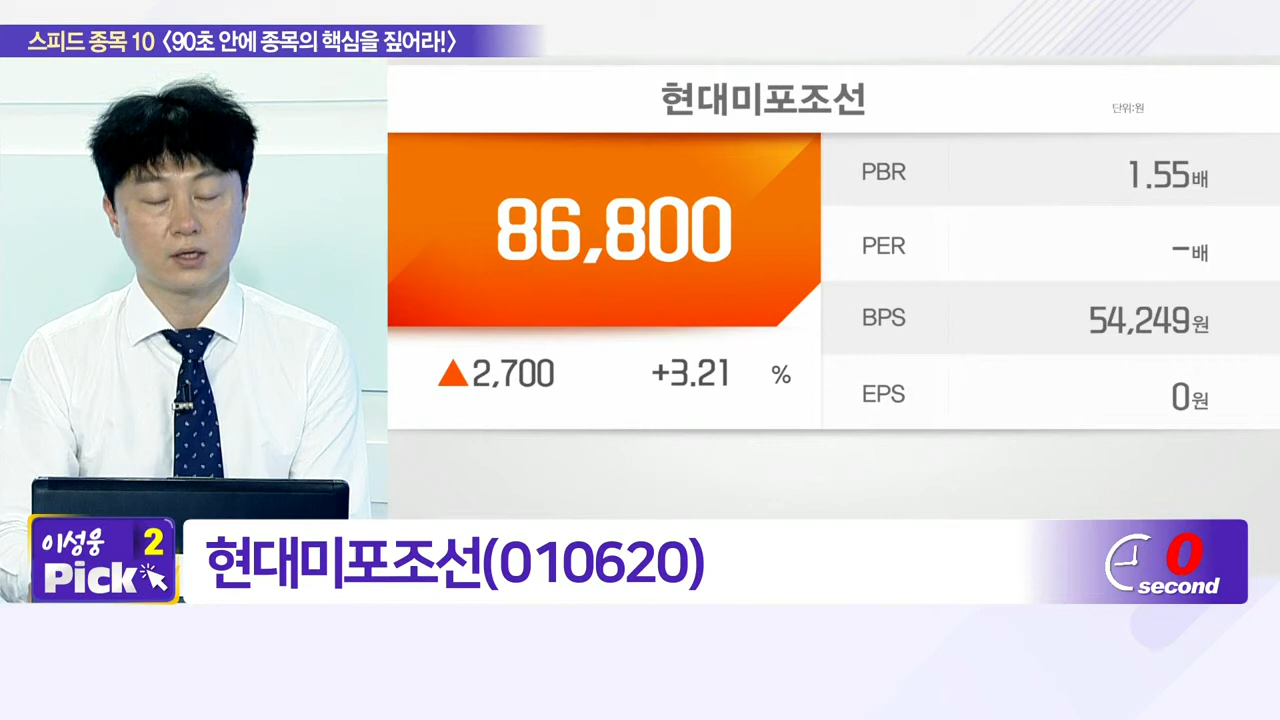 스피드 종목 10 〈90초 안에 종목의 핵심을 짚어라!〉
현대미포조선
단위:원
86,800
▲2,700 +3.21 %
PBR 1.55배
PER –배
BPS 54,249원
EPS 0원
이성웅 2
Pick
현대미포조선(010620)
0
second